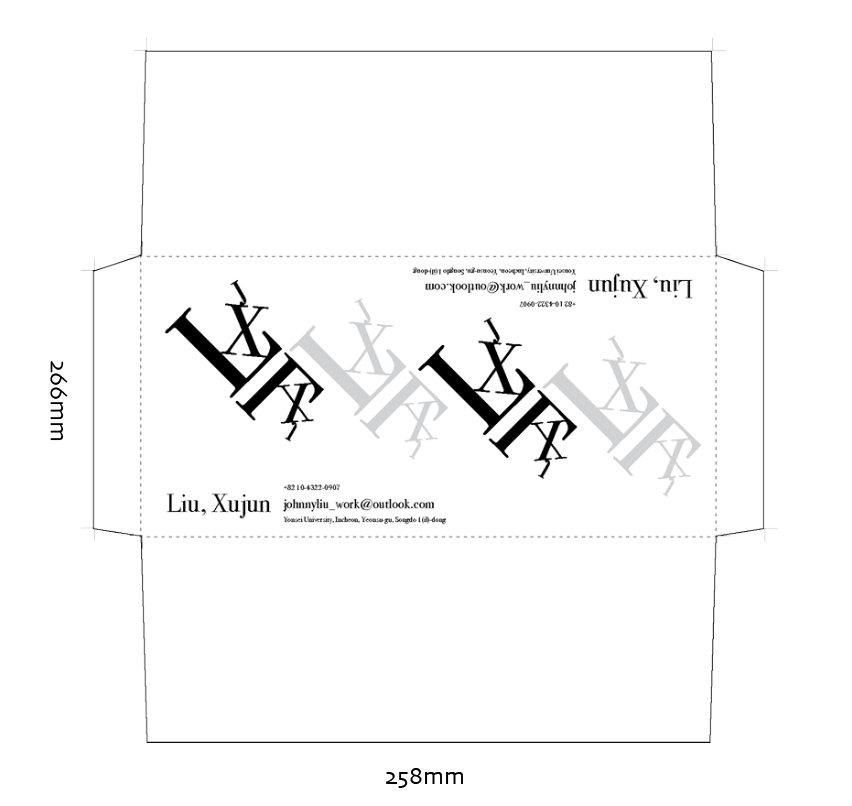 Yonsei University, Incheon, Yeonsu-gu, Songdo 1(il)-dong
johnnyliu_work@outlook.com
Liu, Xujun
+82 10-4322-0907
266mm
+82 10-4322-0907
Liu, Xujun
johnnyliu_work@outlook.com
Yonsei University, Incheon, Yeonsu-gu, Songdo 1(il)-dong
258mm